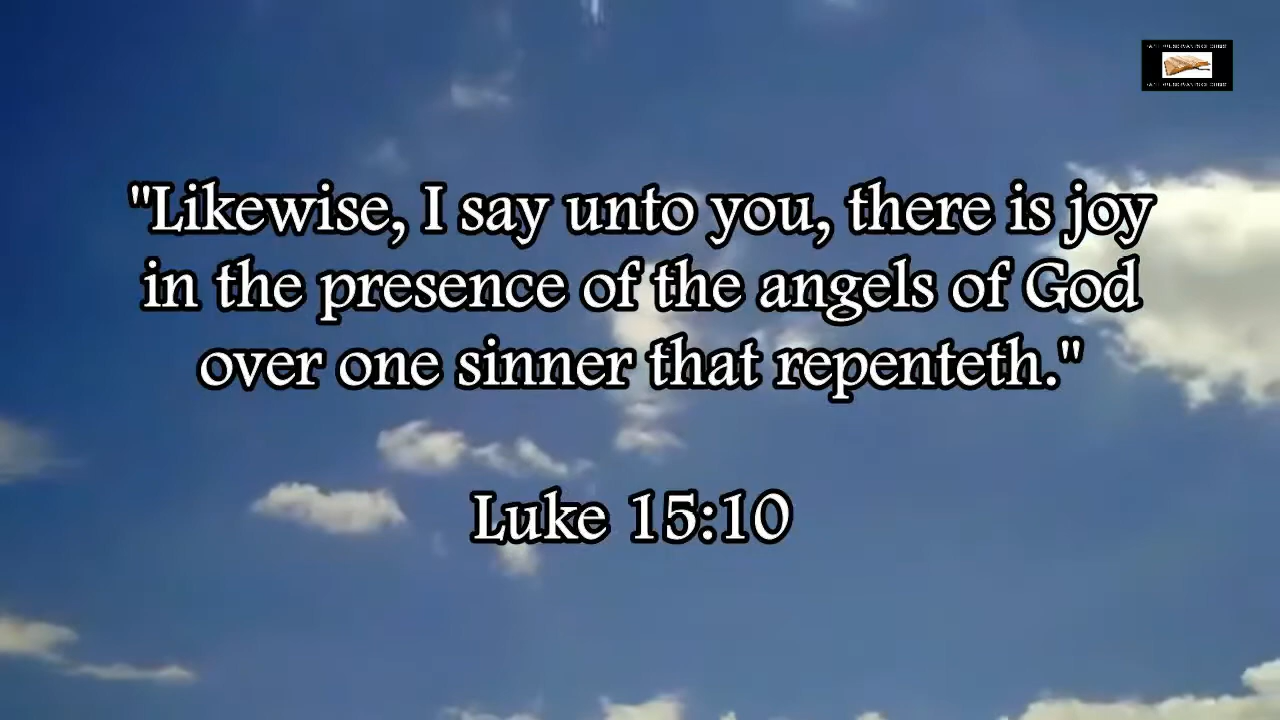 "Likewise, I say unto you, there is joy
in the presence of the angels of God
over one sinner that repenteth."
Luke 15:10